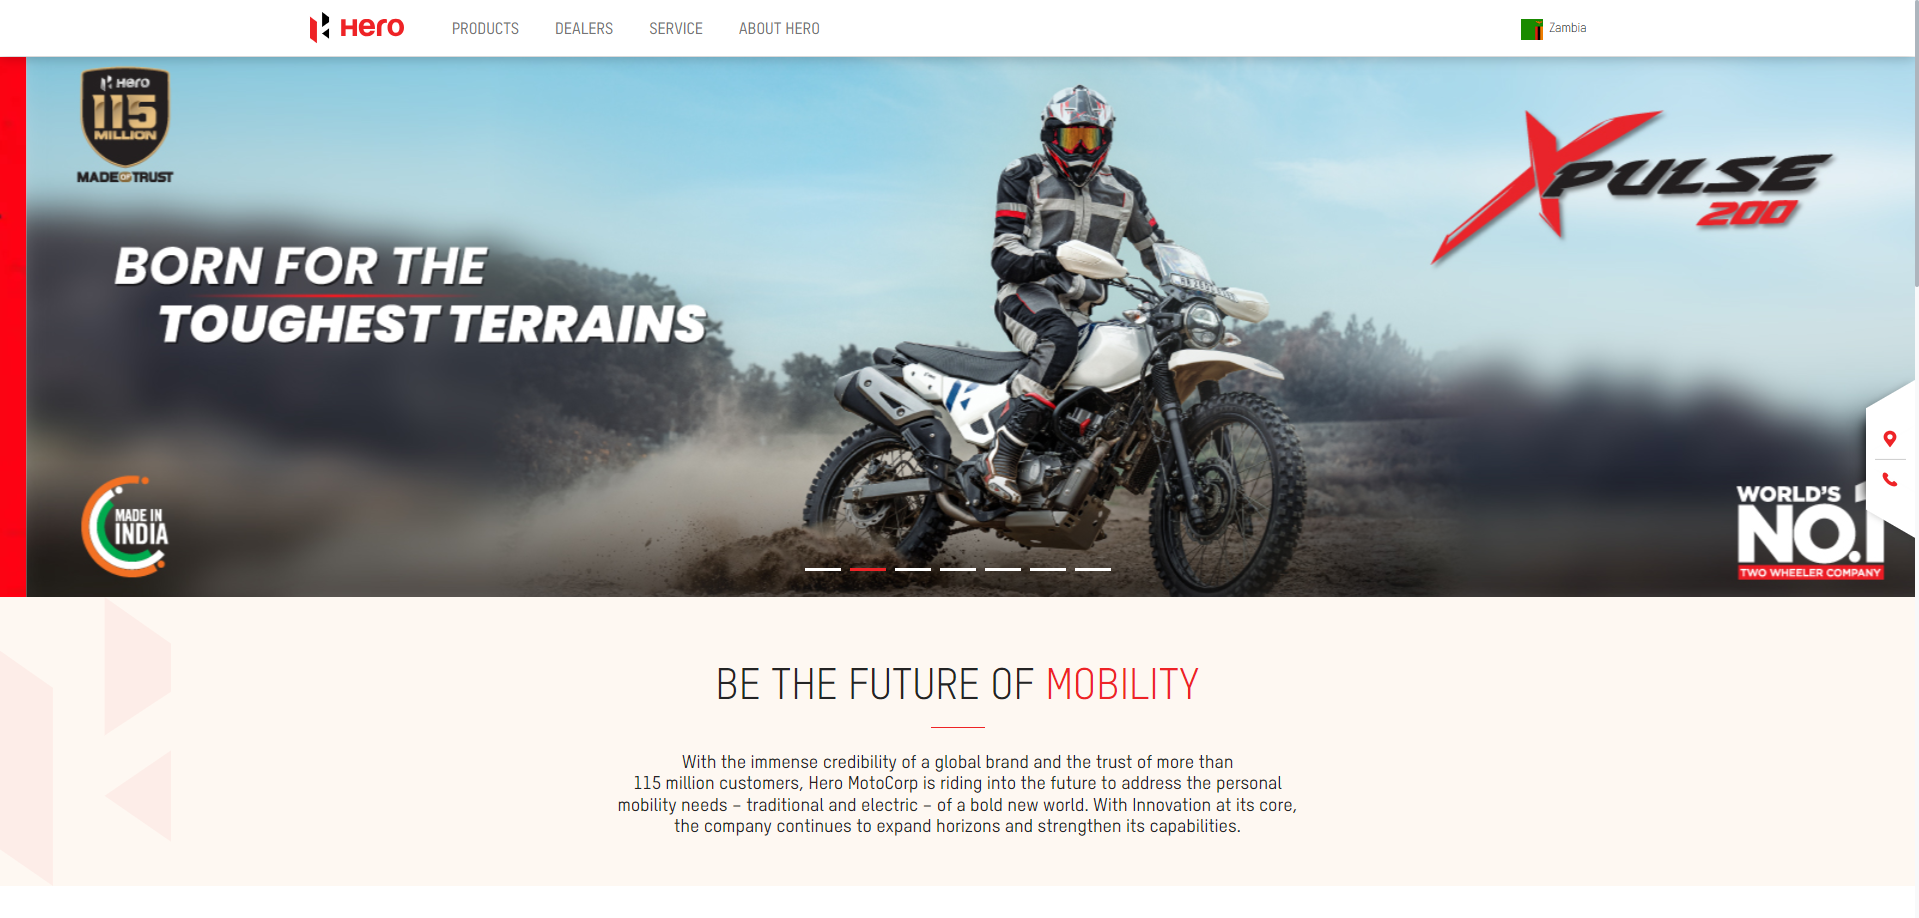 Hero
PRODUCTS
DEALERS
SERVICE
ABOUT HERO
Zambia
Hero
115
MILLION
MADE OF TRUST
XPULSE
200
BORN FOR THE
TOUGHEST TERRAINS
MADE IN
INDIA
WORLD'S
NO.1
TWO WHEELER COMPANY
BE THE FUTURE OF MOBILITY
With the immense credibility of a global brand and the trust of more than
115 million customers, Hero MotoCorp is riding into the future to address the personal
mobility needs – traditional and electric – of a bold new world. With Innovation at its core,
the company continues to expand horizons and strengthen its capabilities.